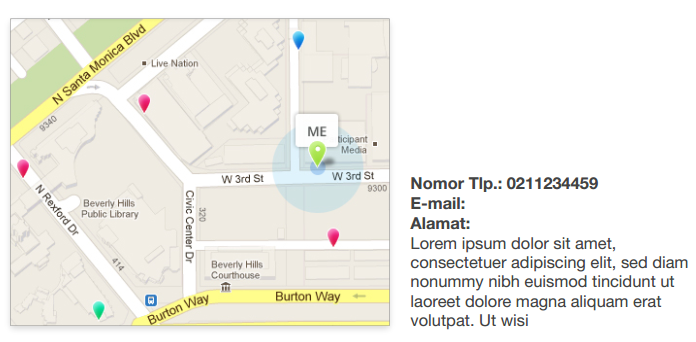 N Santa Monica Blvd
Live Nation
9340
ME
ticipant
Media
W 3rd St
W 3rd St
9300
N Rexford Dr
Beverly Hills
Public Library
Civic Center Dr
320
414
Beverly Hills
Courthouse
Burton Way
Burton Way
Nomor Tlp.: 0211234459
E-mail:
Alamat:
Lorem ipsum dolor sit amet,
consectetuer adipiscing elit, sed diam
nonummy nibh euismod tincidunt ut
laoreet dolore magna aliquam erat
volutpat. Ut wisi